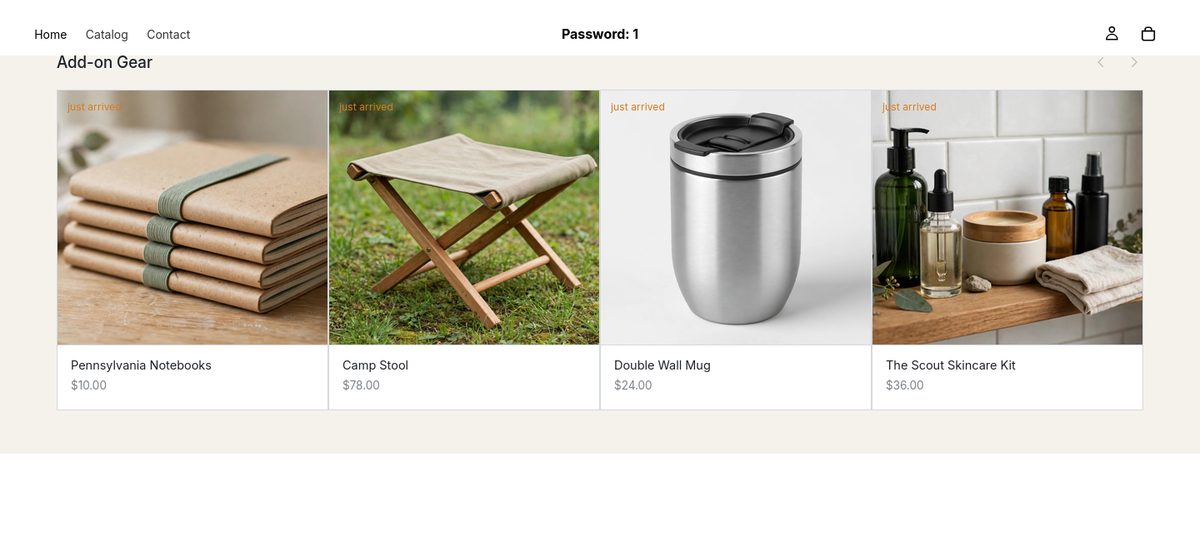 Home Catalog Contact Password: 1
Add-on Gear
just arrived just arrived just arrived just arrived
Pennsylvania Notebooks Camp Stool Double Wall Mug The Scout Skincare Kit
$10.00 $78.00 $24.00 $36.00